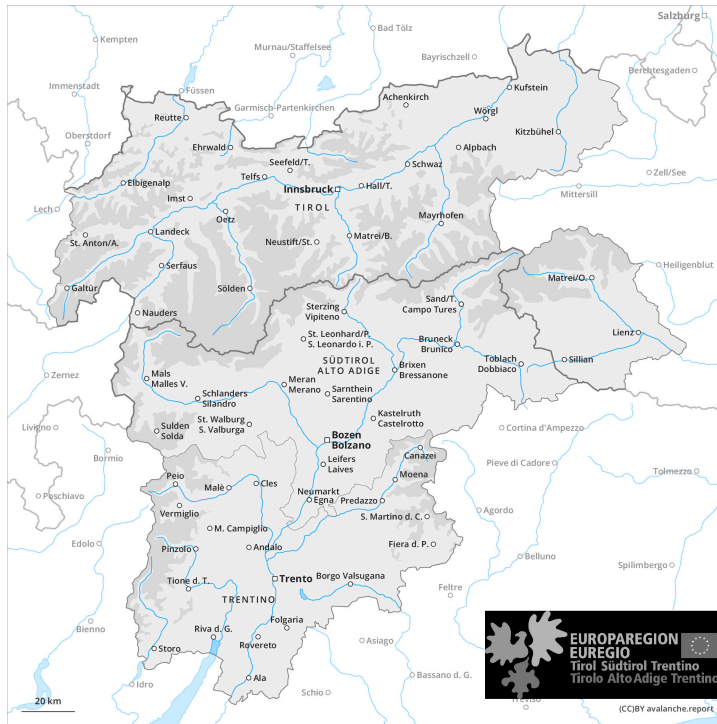 Salzburg
Kempten
Bad Tölz
Murnau/Staffelsee
Bayrischzell
Berchtesgaden
Immenstadt
Füssen
Achenkirch
Kufstein
Garmisch-Partenkirchen
Reutte
Wörgl
Oberstdorf
Kitzbühel
Ehrwald
Alpbach
Seefeld/T.
Schwaz
Zell/See
Telfs
Elbigenalp
Innsbruck
Hall/T.
Mittersill
Imst
TIROL
Lech
Oetz
Mayrhofen
Landeck
Matrei/B.
St. Anton/A.
Neustift/St.
Serfaus
Heiligenblut
Matrei/O.
Galtür
Sölden
Sand/T.
Campo Tures
Nauders
Sterzing
Vipiteno
Lienz
St. Leonhard/P.
S. Leonardo i. P.
Bruneck
Brunico
SÜDTIROL
ALTO ADIGE
Toblach
Dobbiaco
Sillian
Zernez
Mals
Malles V.
Meran
Merano
Brixen
Bressanone
Schlanders
Silandro
Sarnthein
Sarentino
St. Walburg
S. Valburga
Kastelruth
Castelrotto
Livigno
Sulden
Solda
Bozen
Bolzano
Cortina d'Ampezzo
Bormio
Canazei
Leifers
Laives
Pieve di Cadore
Tolmezzo
Peio
Moena
Malè
Cles
Neumarkt
Egna
Predazzo
Poschiavo
Vermiglio
Agordo
S. Martino d. C.
M. Campiglio
Edolo
Pinzolo
Andalo
Fiera d. P.
Belluno
Spilimbergo
Tione d. T.
Trento
Borgo Valsugana
Feltre
TRENTINO
Bienno
Folgaria
Riva d. G.
Rovereto
Asiago
Storo
Ala
Bassano d. G.
Idro
Schio
Treviso
EUROPAREGION
EUREGIO
Tirol Südtirol Trentino
Tirolo Alto Adige Trentino
20 km
(CC)BY avalanche.report